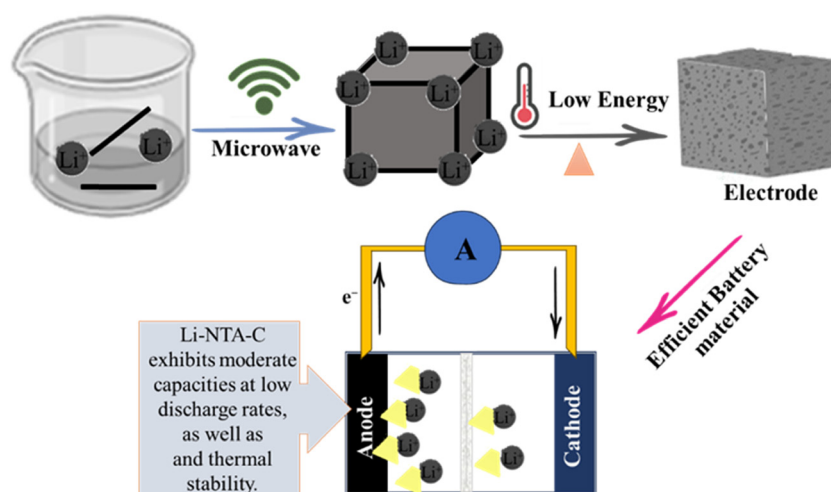 Li⁺
Li⁺
Microwave
Li⁺
Li⁺
Li⁺
Li⁺
Li⁺
Li⁺
Li⁺
Low Energy
Electrode
Efficient Battery
material
A
e⁻
Li-NTA-C
exhibits moderate
capacities at low
discharge rates,
as well as
and thermal
stability.
Anode
Li⁺
Li⁺
Li⁺
Li⁺
Li⁺
Li⁺
Cathode